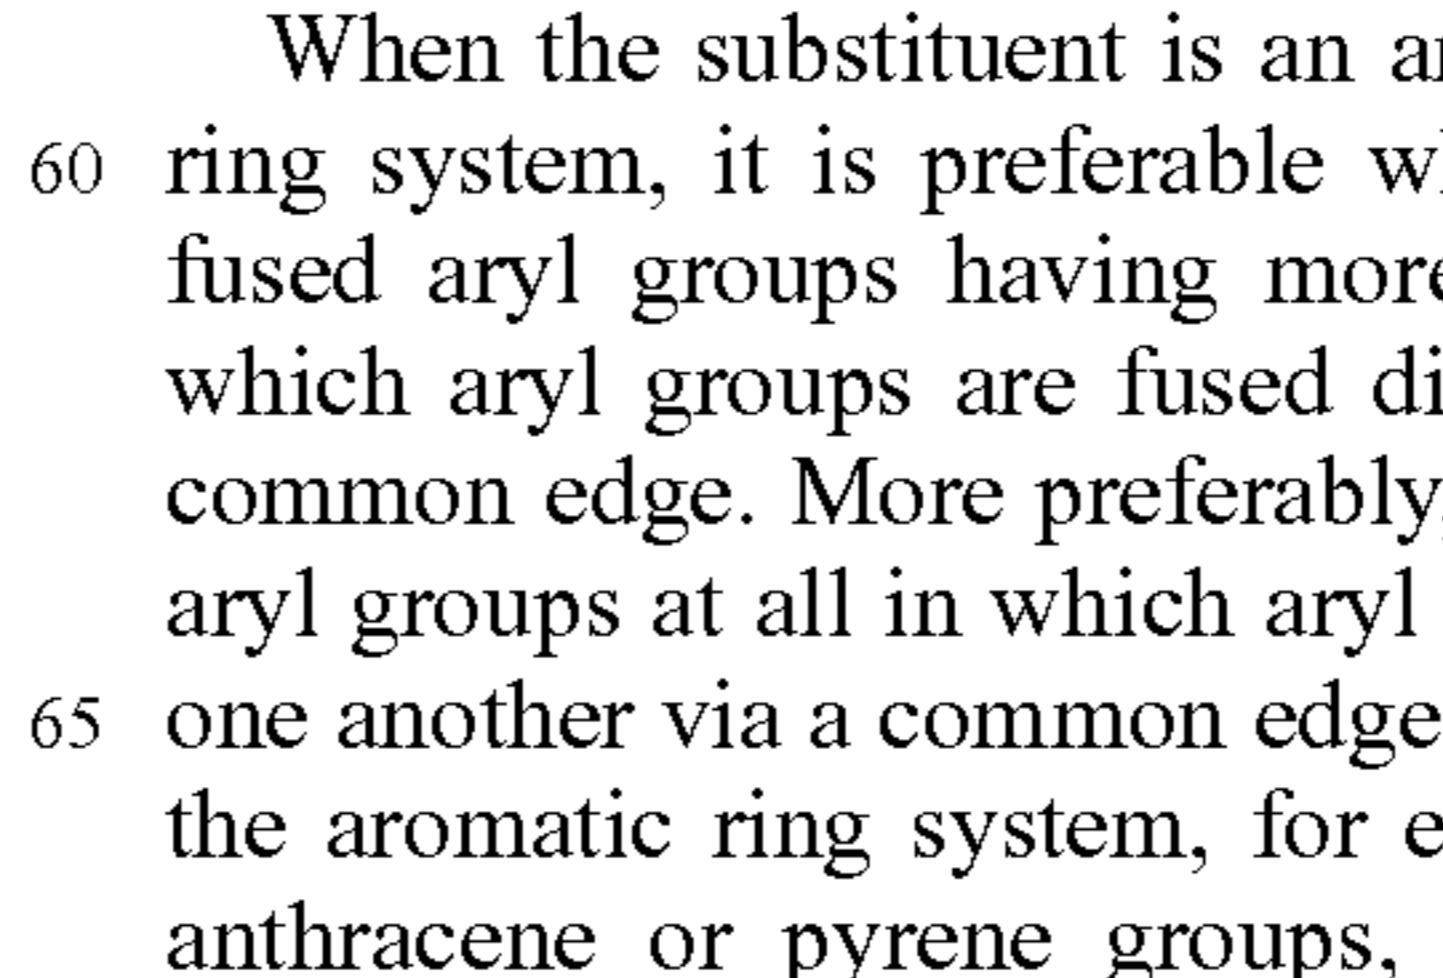 When the substituent is an
60 ring system, it is preferable
fused aryl groups having more
which aryl groups are fused
common edge. More preferably,
aryl groups at all in which aryl
65 one another via a common edge
the aromatic ring system, for
anthracene or pyrene groups,